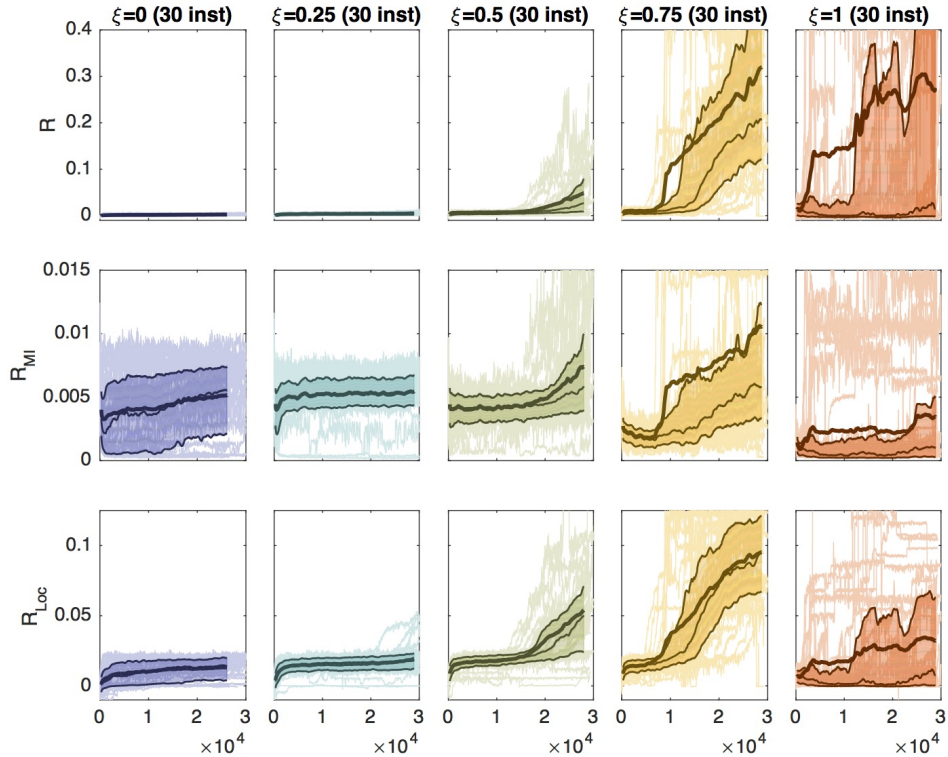 ξ=0 (30 inst) ξ=0.25 (30 inst) ξ=0.5 (30 inst) ξ=0.75 (30 inst) ξ=1 (30 inst)
0.4
0.3
R
0.2
0.1
0
0.015
0.01
R_MI
0.005
0
0.1
R_Loc
0.05
0
0 1 2 3 0 1 2 3 0 1 2 3 0 1 2 3 0 1 2 3
×10^4 ×10^4 ×10^4 ×10^4 ×10^4